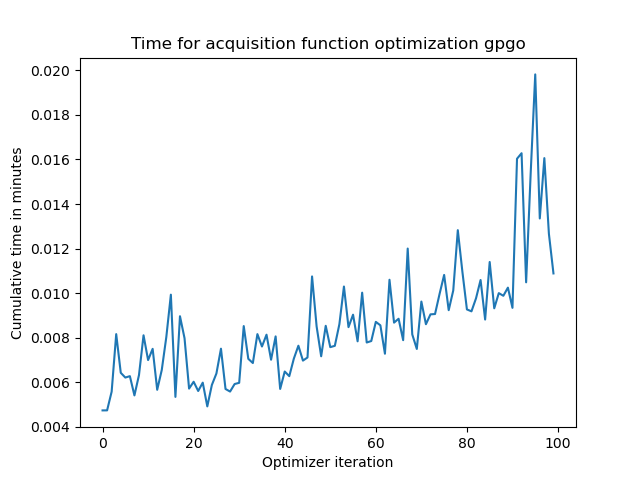 Time for acquisition function optimization gpgo
0.020
0.018
0.016
0.014
0.012
0.010
0.008
0.006
0.004
Cumulative time in minutes
0 20 40 60 80 100
Optimizer iteration